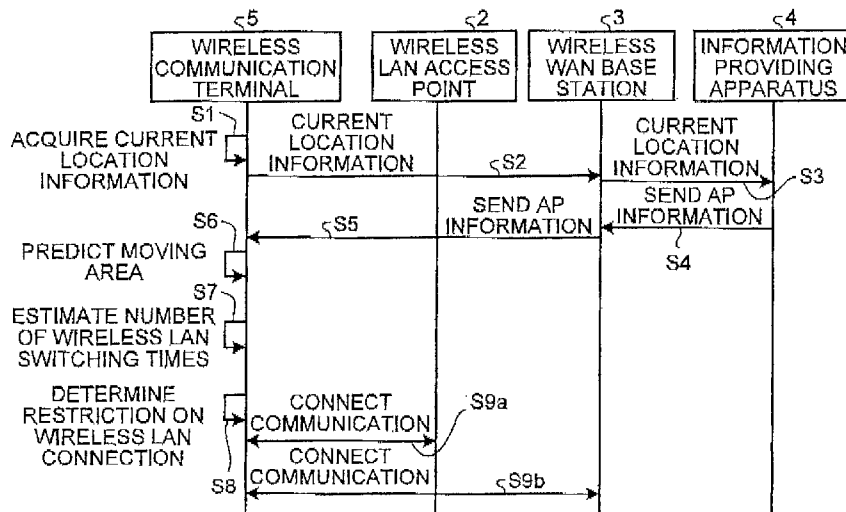 5
2
3
4
WIRELESS
COMMUNICATION
TERMINAL
WIRELESS
LAN ACCESS
POINT
WIRELESS
WAN BASE
STATION
INFORMATION
PROVIDING
APPARATUS
S1
ACQUIRE CURRENT
LOCATION
INFORMATION
CURRENT
LOCATION
INFORMATION
S2
CURRENT
LOCATION
INFORMATION
S3
SEND AP
INFORMATION
S4
SEND AP
INFORMATION
S5
S6
PREDICT MOVING
AREA
S7
ESTIMATE NUMBER
OF WIRELESS LAN
SWITCHING TIMES
DETERMINE
RESTRICTION ON
WIRELESS LAN
CONNECTION
S8
CONNECT
COMMUNICATION
S9a
CONNECT
COMMUNICATION
S9b